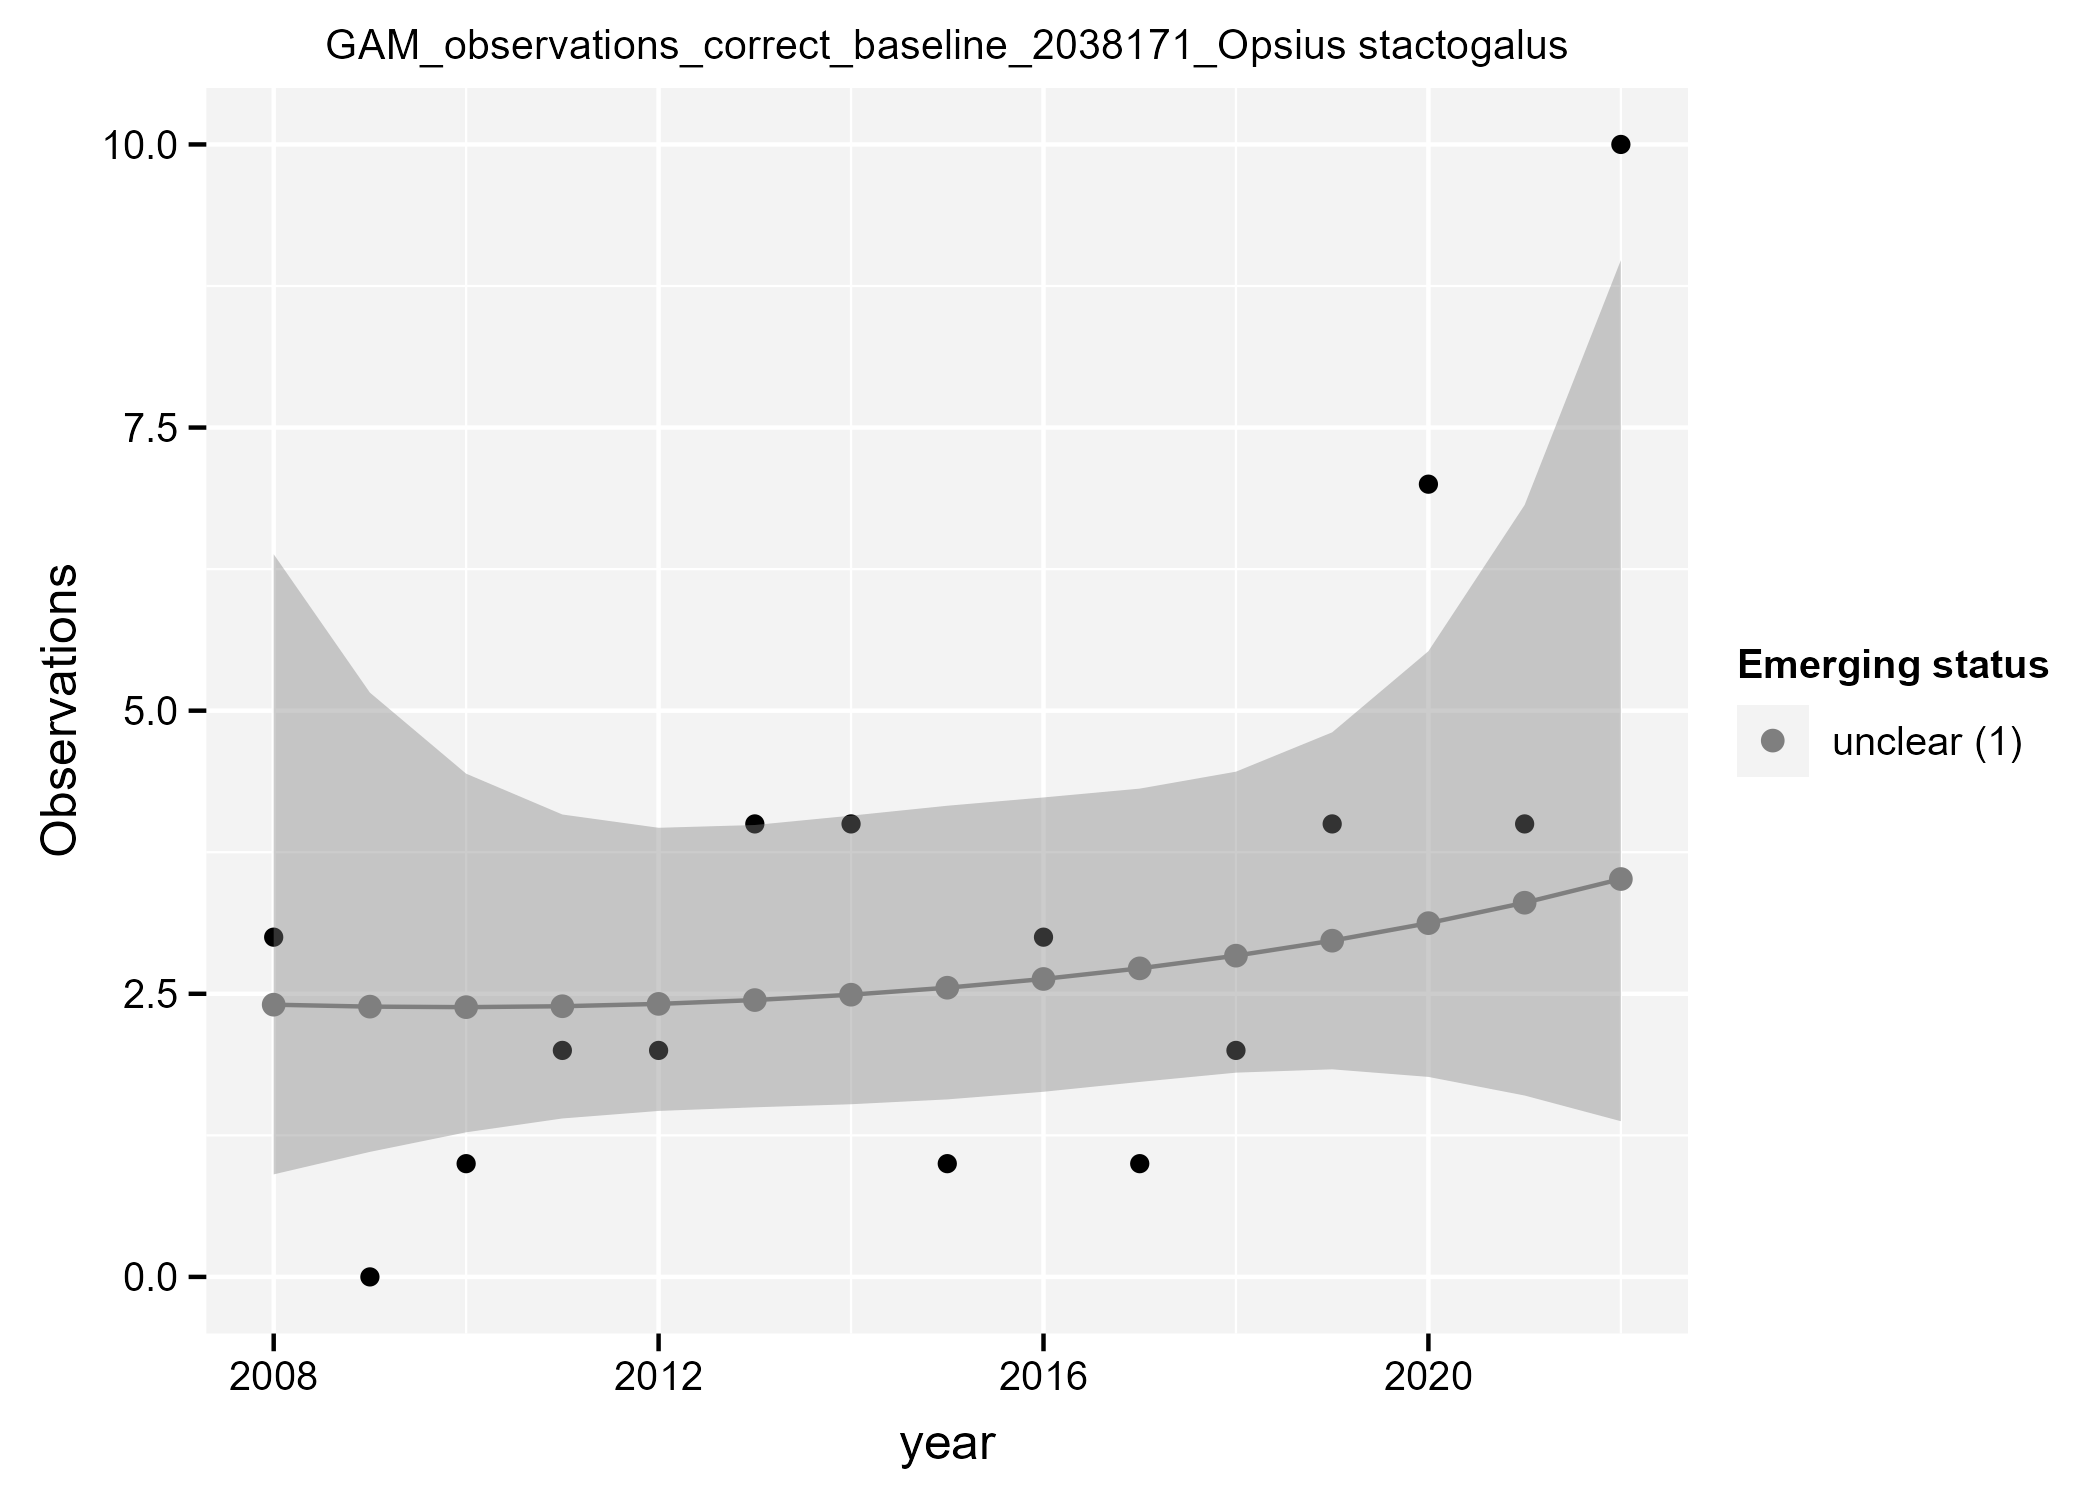 GAM_observations_correct_baseline_2038171_Opsius stactogalus
10.0
7.5
5.0
2.5
0.0
Observations
2008 2012 2016 2020
year
Emerging status
unclear (1)